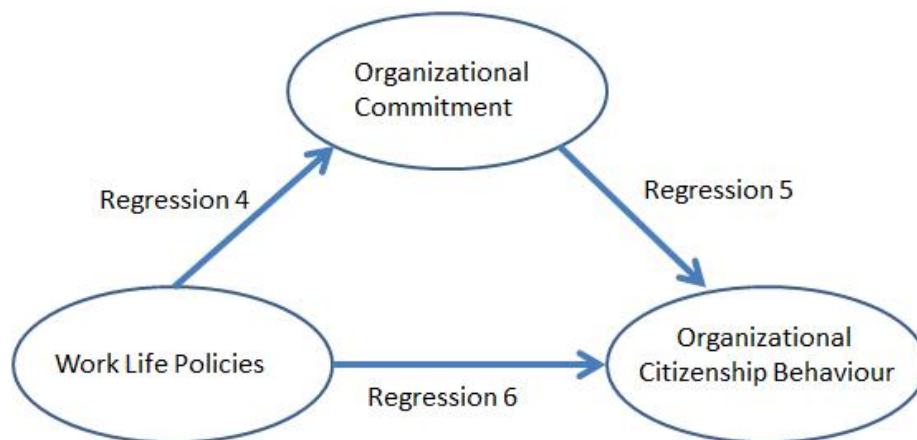 Organizational
Commitment
Regression 4
Regression 5
Work Life Policies
Organizational
Citizenship Behaviour
Regression 6